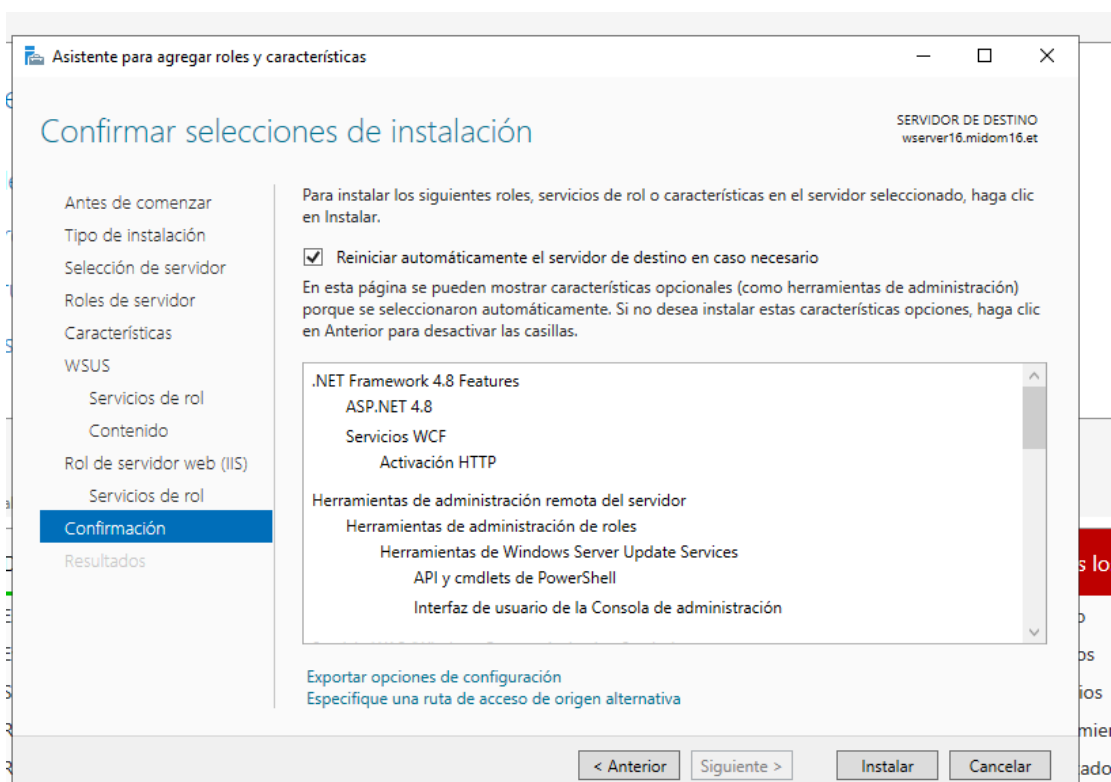 Asistente para agregar roles y características
Confirmar selecciones de instalación
SERVIDOR DE DESTINO
wserver16.midom16.et
Antes de comenzar
Tipo de instalación
Selección de servidor
Roles de servidor
Características
WSUS
Servicios de rol
Contenido
Rol de servidor web (IIS)
Servicios de rol
Confirmación
Resultados
Para instalar los siguientes roles, servicios de rol o características en el servidor seleccionado, haga clic
en Instalar.
Reiniciar automáticamente el servidor de destino en caso necesario
En esta página se pueden mostrar características opcionales (como herramientas de administración)
porque se seleccionaron automáticamente. Si no desea instalar estas características opciones, haga clic
en Anterior para desactivar las casillas.
.NET Framework 4.8 Features
ASP.NET 4.8
Servicios WCF
Activación HTTP
Herramientas de administración remota del servidor
Herramientas de administración de roles
Herramientas de Windows Server Update Services
API y cmdlets de PowerShell
Interfaz de usuario de la Consola de administración
Exportar opciones de configuración
Especifique una ruta de acceso de origen alternativa
< Anterior
Siguiente >
Instalar
Cancelar